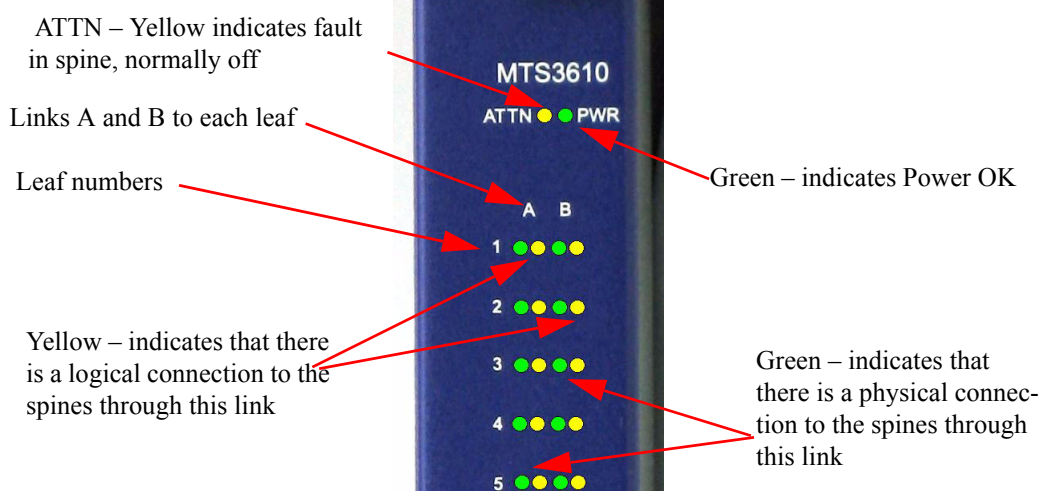 ATTN – Yellow indicates fault
in spine, normally off
MTS3610
ATTN PWR
Links A and B to each leaf
Green – indicates Power OK
Leaf numbers
A B
1
2
Yellow – indicates that there
is a logical connection to the
spines through this link
3
Green – indicates that
there is a physical connec-
tion to the spines through
this link
4
5